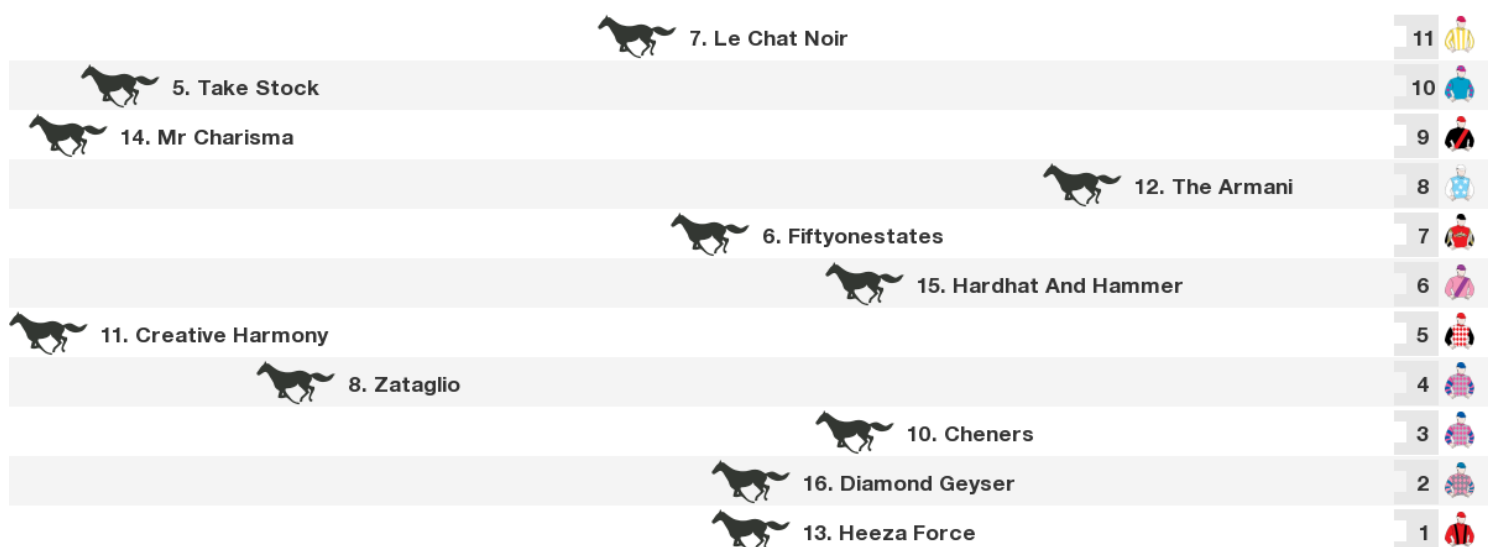 7. Le Chat Noir 11
5. Take Stock 10
14. Mr Charisma 9
12. The Armani 8
6. Fiftyonestates 7
15. Hardhat And Hammer 6
11. Creative Harmony 5
8. Zataglio 4
10. Cheners 3
16. Diamond Geyser 2
13. Heeza Force 1